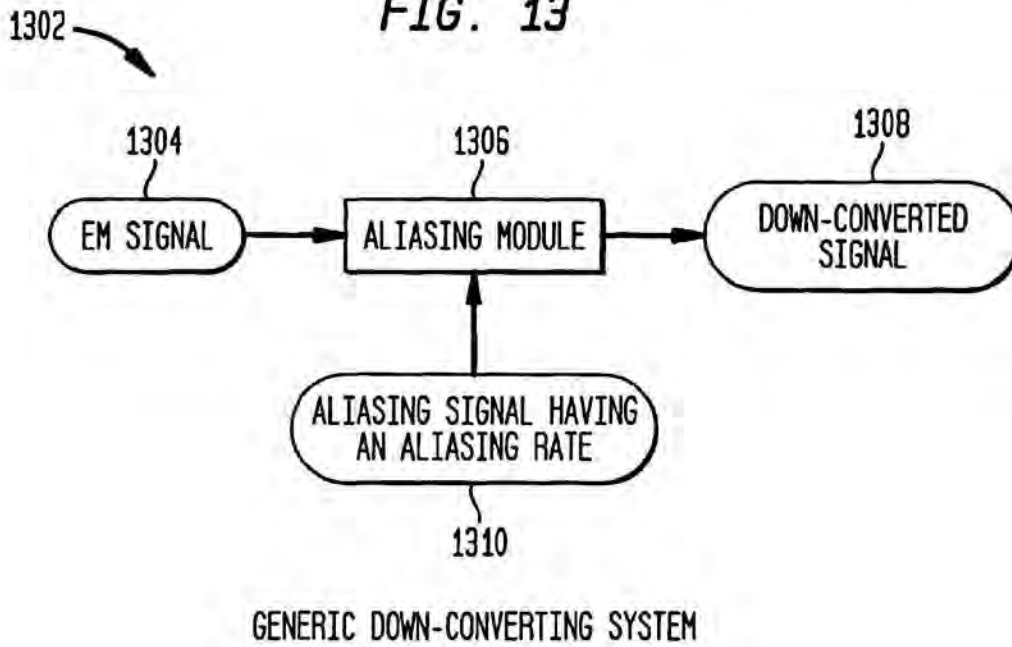 FIG. 13
1302
1304
1306
1308
EM SIGNAL
ALIASING MODULE
DOWN-CONVERTED
SIGNAL
ALIASING SIGNAL HAVING
AN ALIASING RATE
1310
GENERIC DOWN-CONVERTING SYSTEM